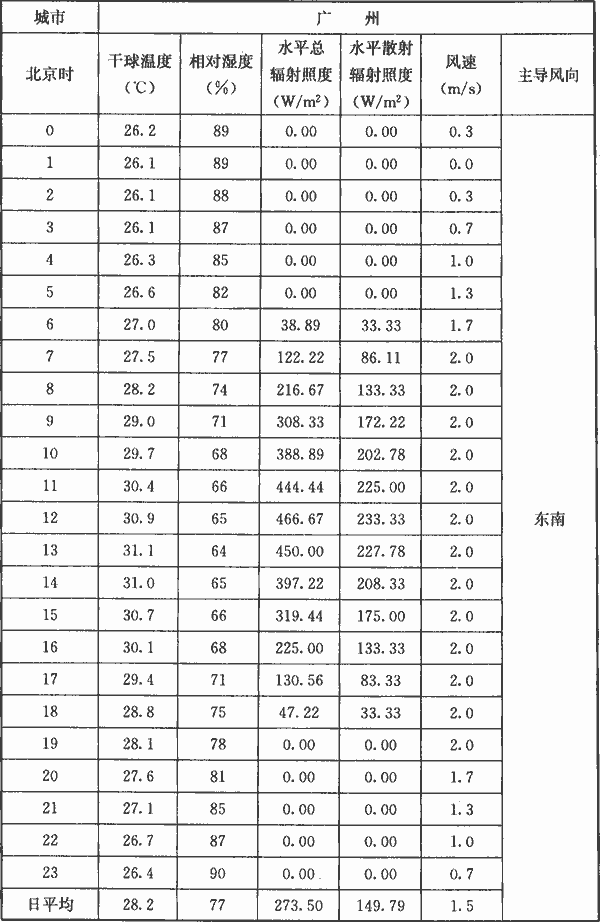 城市 广 州
北京时 干球温度（℃） 相对湿度（%） 水平总辐射照度（W/m²） 水平散射辐射照度（W/m²） 风速（m/s） 主导风向
0 26.2 89 0.00 0.00 0.3
1 26.1 89 0.00 0.00 0.0
2 26.1 88 0.00 0.00 0.3
3 26.1 87 0.00 0.00 0.7
4 26.3 85 0.00 0.00 1.0
5 26.6 82 0.00 0.00 1.3
6 27.0 80 38.89 33.33 1.7
7 27.5 77 122.22 86.11 2.0
8 28.2 74 216.67 133.33 2.0
9 29.0 71 308.33 172.22 2.0
10 29.7 68 388.89 202.78 2.0
11 30.4 66 444.44 225.00 2.0
12 30.9 65 466.67 233.33 2.0 东南
13 31.1 64 450.00 227.78 2.0
14 31.0 65 397.22 208.33 2.0
15 30.7 66 319.44 175.00 2.0
16 30.1 68 225.00 133.33 2.0
17 29.4 71 130.56 83.33 2.0
18 28.8 75 47.22 33.33 2.0
19 28.1 78 0.00 0.00 2.0
20 27.6 81 0.00 0.00 1.7
21 27.1 85 0.00 0.00 1.3
22 26.7 87 0.00 0.00 1.0
23 26.4 90 0.00 0.00 0.7
日平均 28.2 77 273.50 149.79 1.5